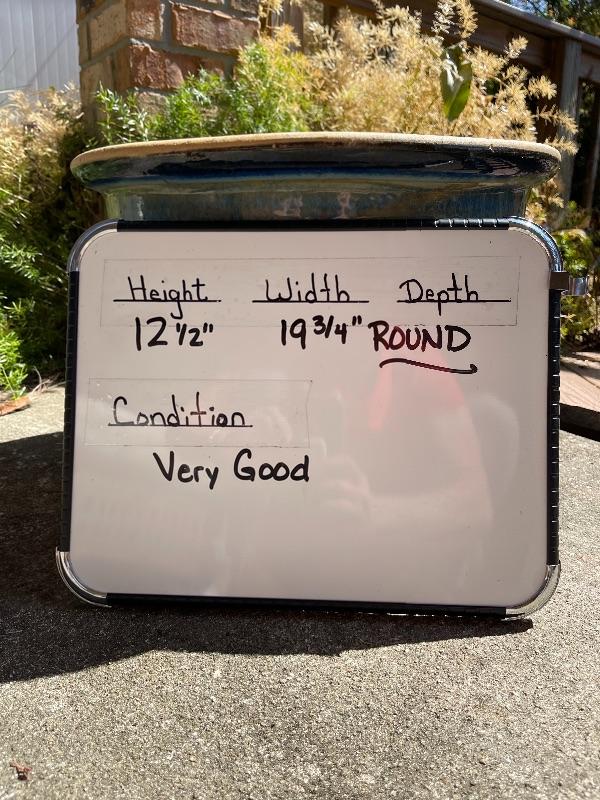 Height Width Depth
12 1/2" 19 3/4" ROUND
Condition
Very Good